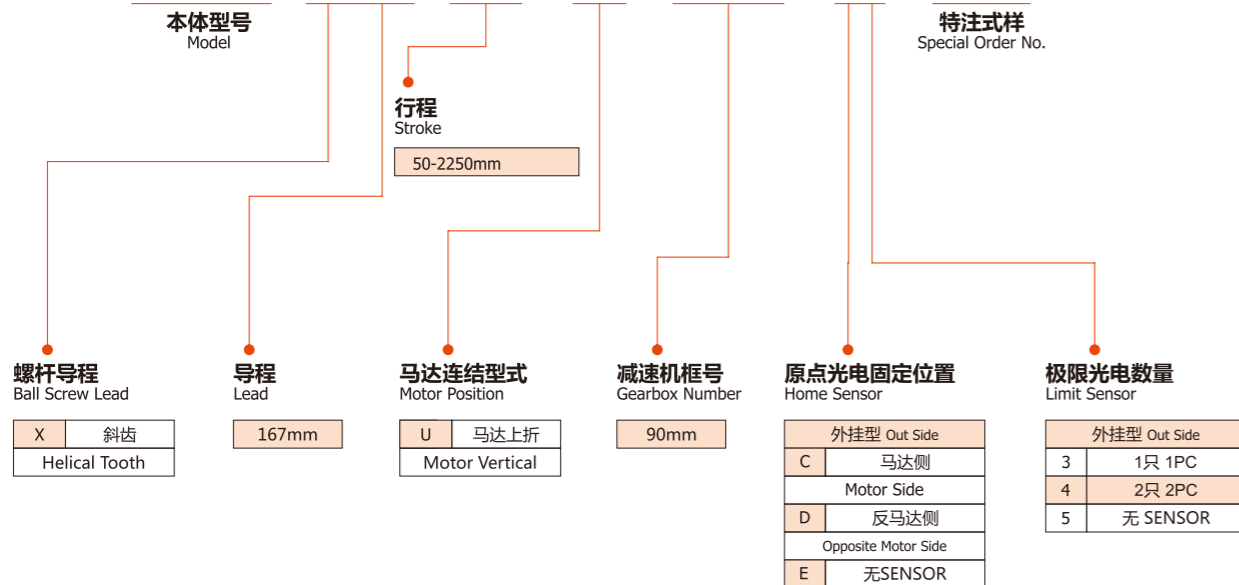 本体型号
Model
特注式样
Special Order No.
行程
Stroke
50-2250mm
螺杆导程
Ball Screw Lead
X 斜齿
Helical Tooth
导程
Lead
167mm
马达连结型式
Motor Position
U 马达上折
Motor Vertical
减速机框号
Gearbox Number
90mm
原点光电固定位置
Home Sensor
外挂型 Out Side
C 马达侧
Motor Side
D 反马达侧
Opposite Motor Side
E 无SENSOR
极限光电数量
Limit Sensor
外挂型 Out Side
3 1只 1PC
4 2只 2PC
5 无 SENSOR